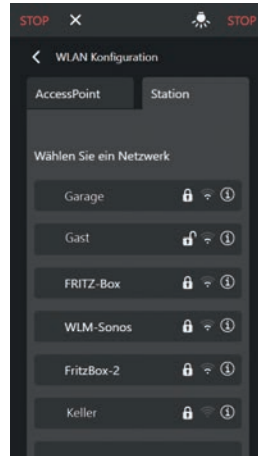 STOP STOP
WLAN Konfiguration
AccessPoint Station
Wählen Sie ein Netzwerk
Garage
Gast
FRITZ-Box
WLM-Sonos
FritzBox-2
Keller